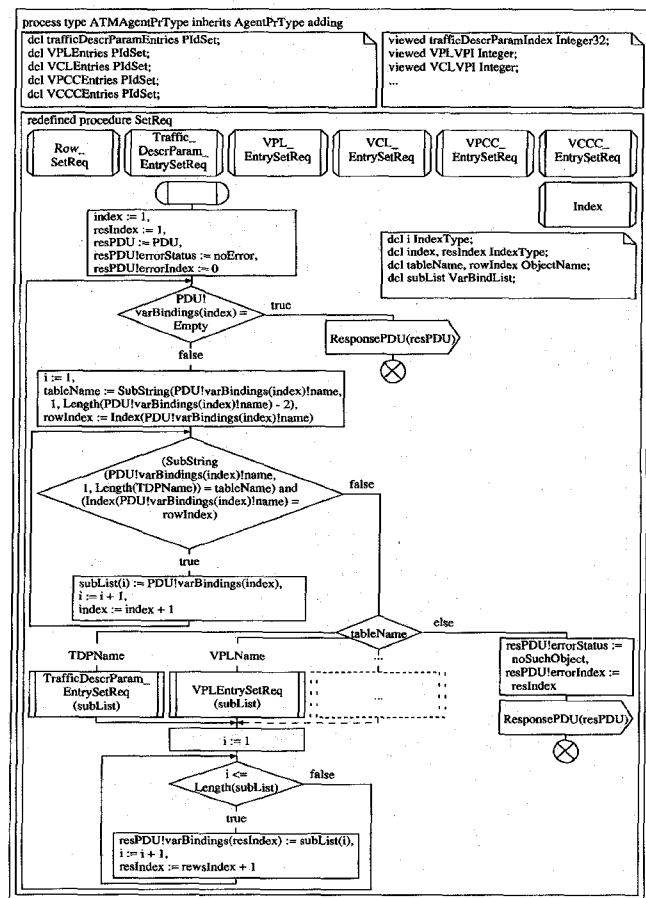 process type ATMAgentPrType inherits AgentPrType adding
dcl trafficDescrParamEntries PIdSet;
dcl VPLEntries PIdSet;
dcl VCLEntries PIdSet;
dcl VPCCEntries PIdSet;
dcl VCCCEntries PIdSet;
viewed trafficDescrParamIndex Integer32;
viewed VPLVPI Integer;
viewed VCLVPI Integer;
...
redefined procedure SetReq
Row_
SetReq
Traffic_
DescrParam_
EntrySetReq
VPL_
EntrySetReq
VCL_
EntrySetReq
VPCC_
EntrySetReq
VCCC_
EntrySetReq
Index
index := 1,
resIndex := 1,
resPDU := PDU,
resPDU!errorStatus := noError,
resPDU!errorIndex := 0
dcl i IndexType;
dcl index, resIndex IndexType;
dcl tableName, rowIndex ObjectName;
dcl subList VarBindList;
PDU!
varBindings(index) =
Empty
true
ResponsePDU(resPDU)
false
i := 1,
tableName := SubString(PDU!varBindings(index)!name,
1, Length(PDU!varBindings(index)!name) - 2),
rowIndex := Index(PDU!varBindings(index)!name)
(SubString
(PDU!varBindings(index)!name,
1, Length(TDPName)) = tableName) and
(Index(PDU!varBindings(index)!name) =
rowIndex)
false
true
subList(i) := PDU!varBindings(index),
i := i + 1,
index := index + 1
tableName
else
TDPName
VPLName
...
TrafficDescrParam_
EntrySetReq
(subList)
VPLEntrySetReq
(subList)
...
resPDU!errorStatus :=
noSuchObject,
resPDU!errorIndex :=
resIndex
ResponsePDU(resPDU)
i := 1
i <=
Length(subList)
false
true
resPDU!varBindings(resIndex) := subList(i),
i := i + 1,
resIndex := rewsIndex + 1